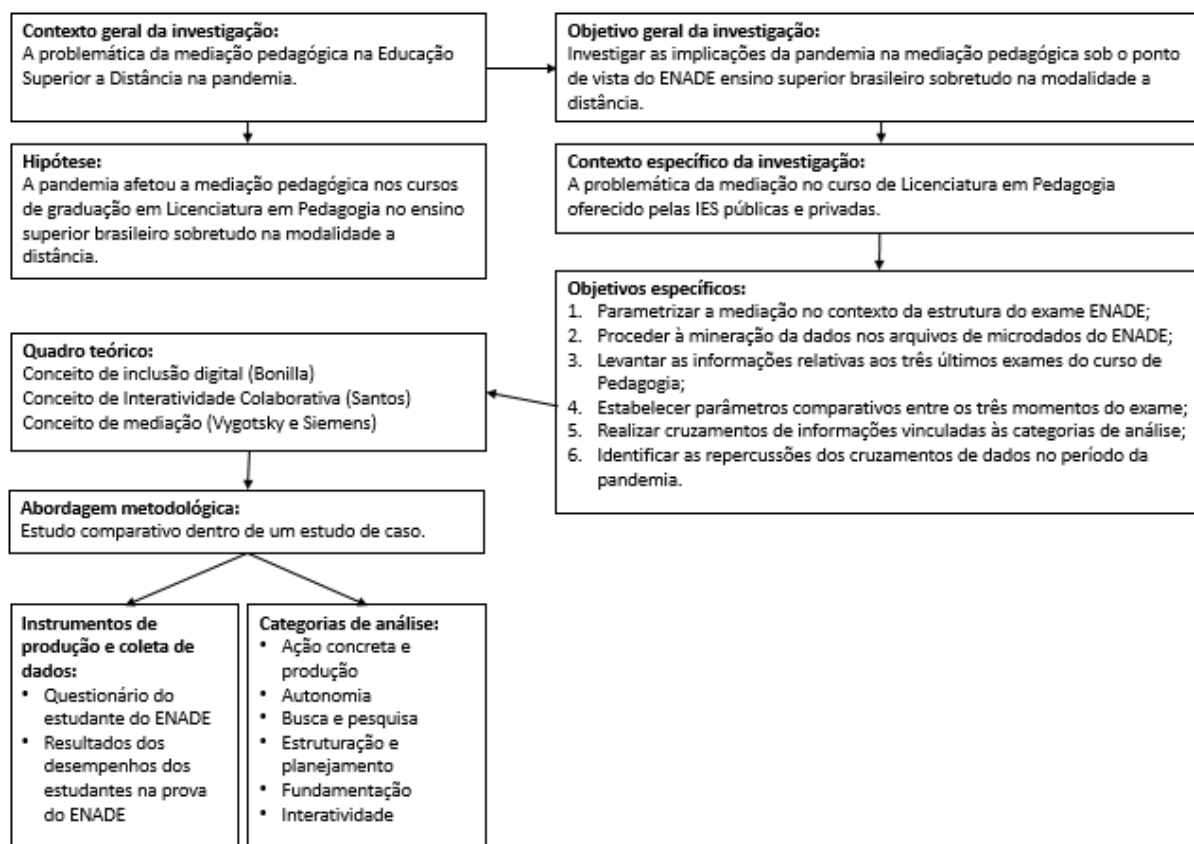 Contexto geral da investigação:
A problemática da mediação pedagógica na Educação
Superior a Distância na pandemia.
Objetivo geral da investigação:
Investigar as implicações da pandemia na mediação pedagógica sob o ponto
de vista do ENADE ensino superior brasileiro sobretudo na modalidade a
distância.
Hipótese:
A pandemia afetou a mediação pedagógica nos cursos
de graduação em Licenciatura em Pedagogia no ensino
superior brasileiro sobretudo na modalidade a
distância.
Contexto específico da investigação:
A problemática da mediação no curso de Licenciatura em Pedagogia
oferecido pelas IES públicas e privadas.
Objetivos específicos:
1. Parametrizar a mediação no contexto da estrutura do exame ENADE;
2. Proceder à mineração da dados nos arquivos de microdados do ENADE;
3. Levantar as informações relativas aos três últimos exames do curso de
Pedagogia;
4. Estabelecer parâmetros comparativos entre os três momentos do exame;
5. Realizar cruzamentos de informações vinculadas às categorias de análise;
6. Identificar as repercussões dos cruzamentos de dados no período da
pandemia.
Quadro teórico:
Conceito de inclusão digital (Bonilla)
Conceito de Interatividade Colaborativa (Santos)
Conceito de mediação (Vygotsky e Siemens)
Abordagem metodológica:
Estudo comparativo dentro de um estudo de caso.
Instrumentos de
produção e coleta de
dados:
• Questionário do
estudante do ENADE
• Resultados dos
desempenhos dos
estudantes na prova
do ENADE
Categorias de análise:
• Ação concreta e
produção
• Autonomia
• Busca e pesquisa
• Estruturação e
planejamento
• Fundamentação
• Interatividade